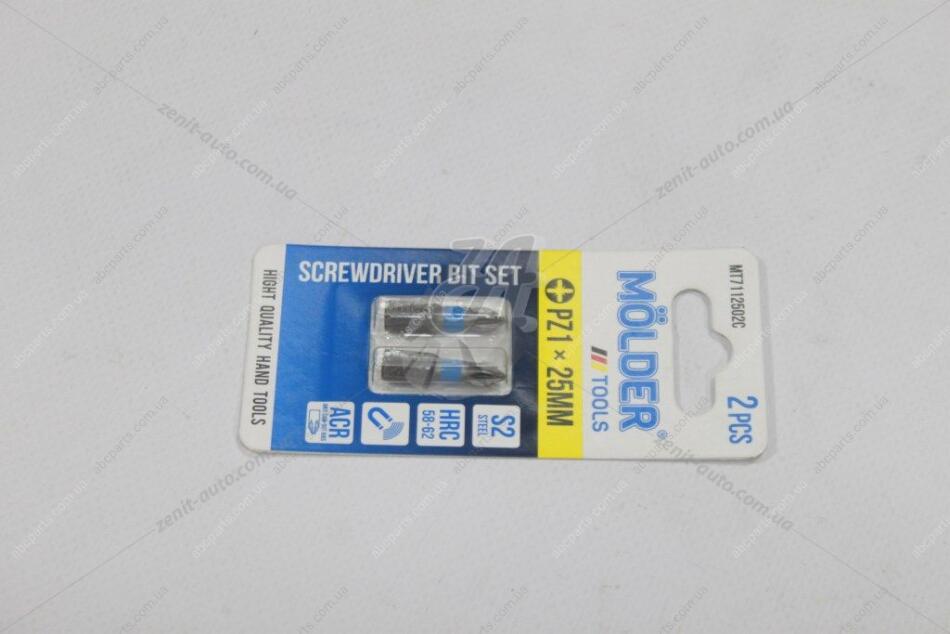 MT7112502C
2 PCS
MÖLDER®
TOOLS
PZ1 × 25MM
SCREWDRIVER BIT SET
S2
STEEL
HRC
58-62
ACR
HIGHT QUALITY HAND TOOLS
zenit-auto.com.ua
abcparts.com.ua